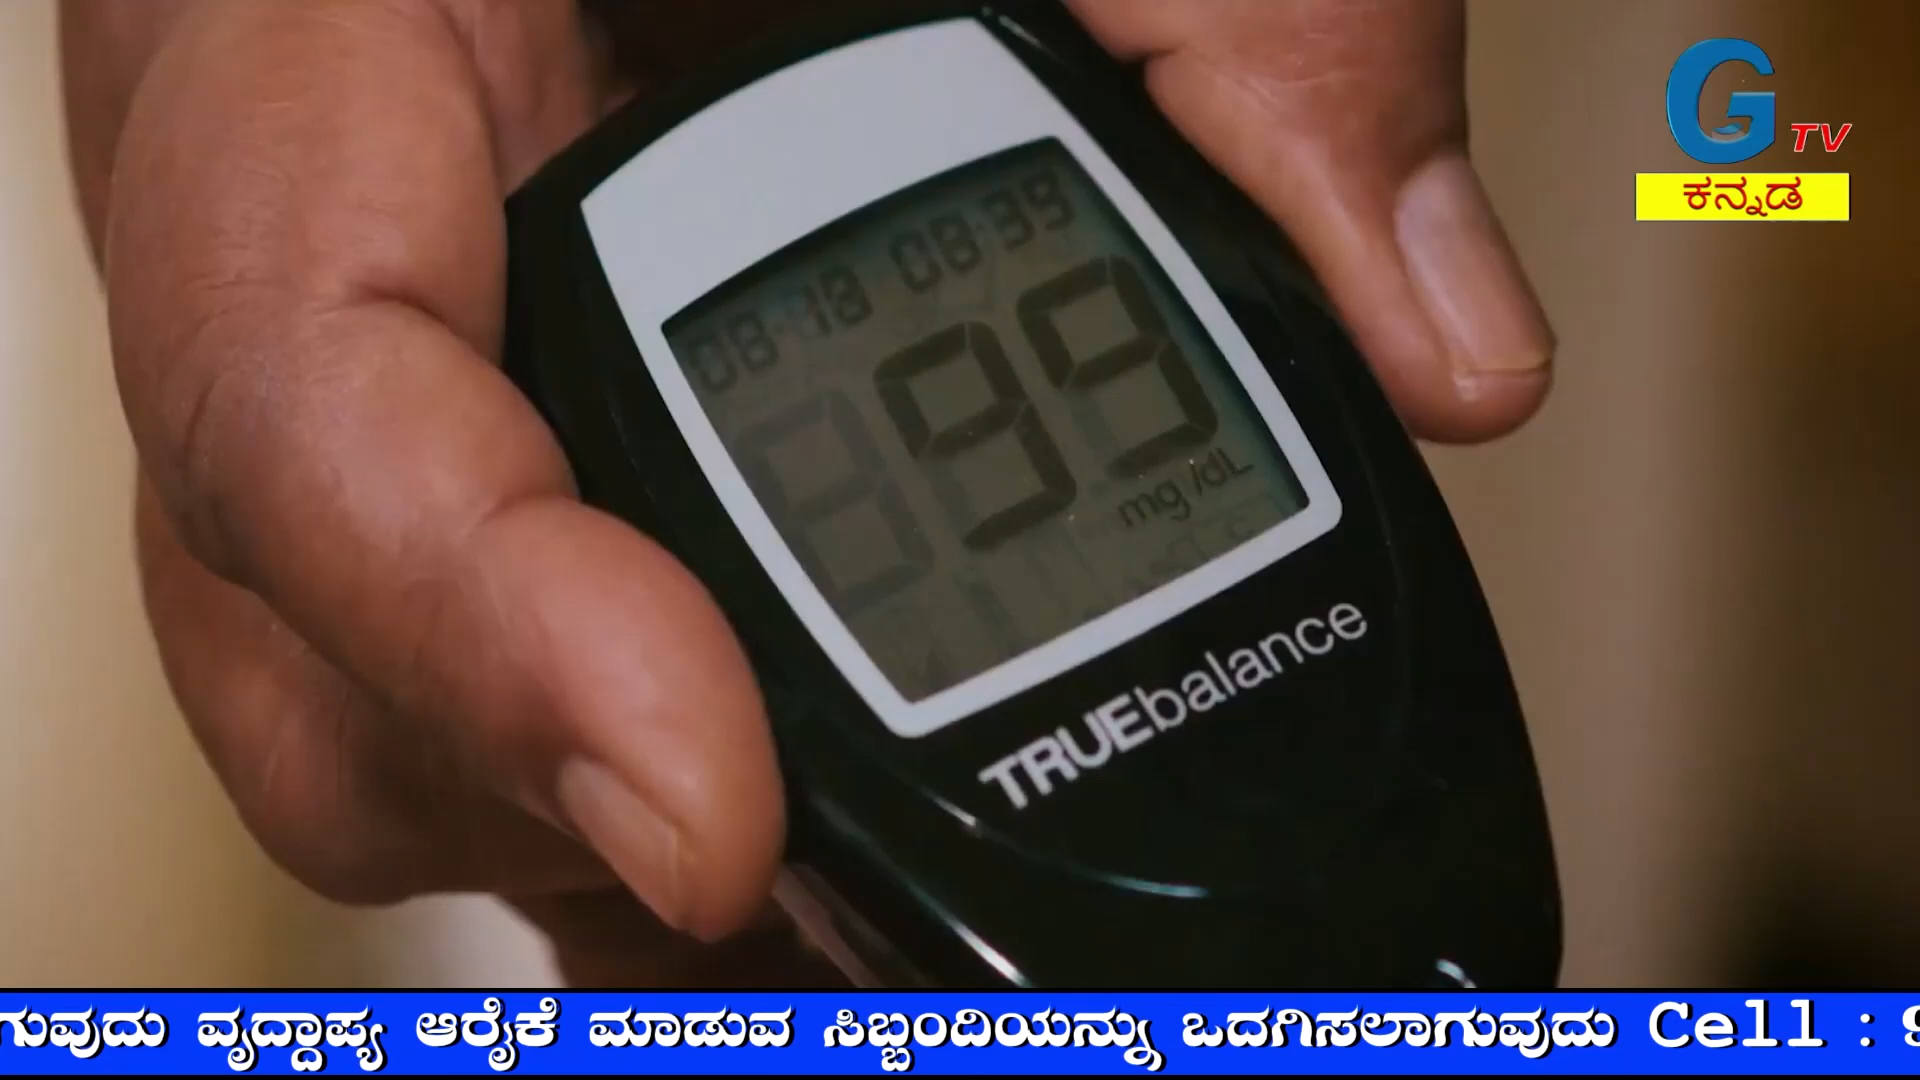 G TV
ಕನ್ನಡ
08-18 08:39
99
mg/dL
TRUEbalance
ವೃದ್ದಾಪ್ಯ ಆರೈಕೆ ಮಾಡುವ ಸಿಬ್ಬಂದಿಯನ್ನು ಒದಗಿಸಲಾಗುವುದು Cell :